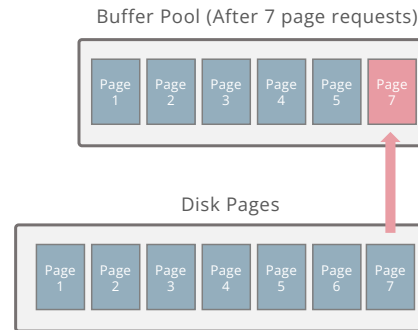 Buffer Pool (After 7 page requests)
Page Page Page Page Page Page
1 2 3 4 5 7
Disk Pages
Page Page Page Page Page Page Page
1 2 3 4 5 6 7